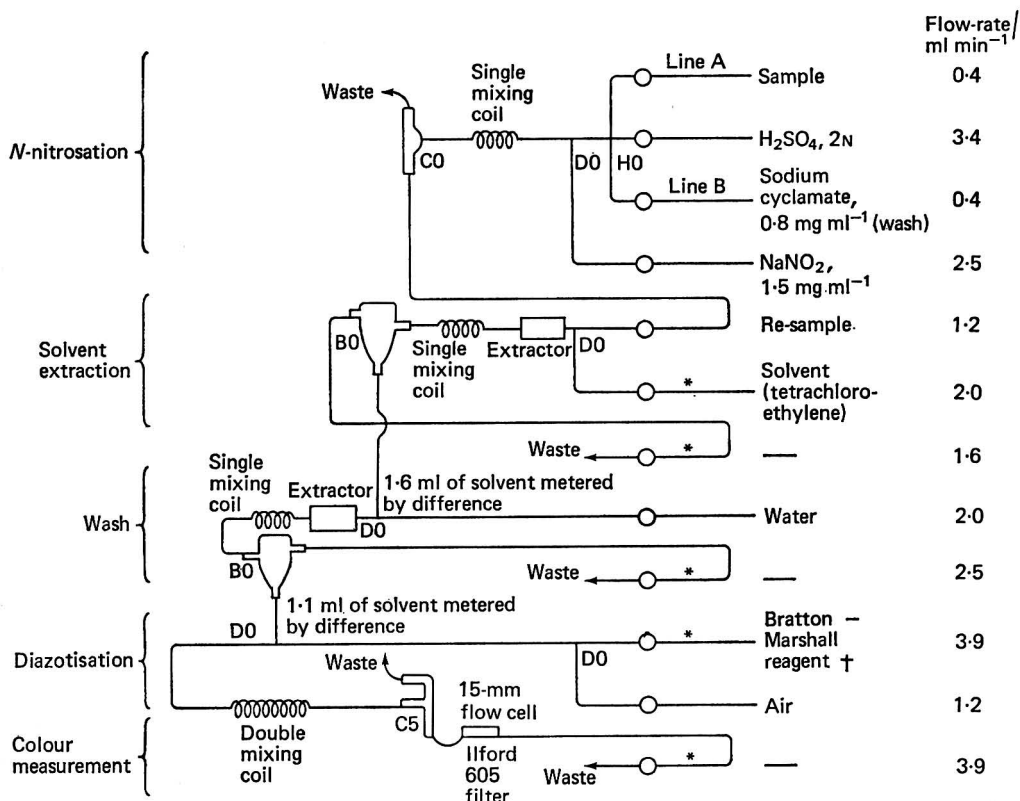 Flow-rate/
ml min⁻¹
Line A
Sample
0·4
Single
mixing
coil
Waste
N-nitrosation
H₂SO₄, 2N
3·4
C0
D0
H0
Line B
Sodium
cyclamate,
0·8 mg ml⁻¹ (wash)
0·4
NaNO₂,
1·5 mg ml⁻¹
2·5
Solvent
extraction
B0
Single
mixing
coil
Extractor
D0
Re-sample
1·2
*
Solvent
(tetrachloro-
ethylene)
2·0
Waste
*
—
1·6
Wash
Single
mixing
coil
Extractor
1·6 ml of solvent metered
by difference
D0
Water
2·0
B0
Waste
*
—
2·5
1·1 ml of solvent metered
by difference
Diazotisation
D0
D0
*
Bratton –
Marshall
reagent †
3·9
Waste
15-mm
flow cell
Air
1·2
C5
Double
mixing
coil
Colour
measurement
Ilford
605
filter
Waste
*
—
3·9